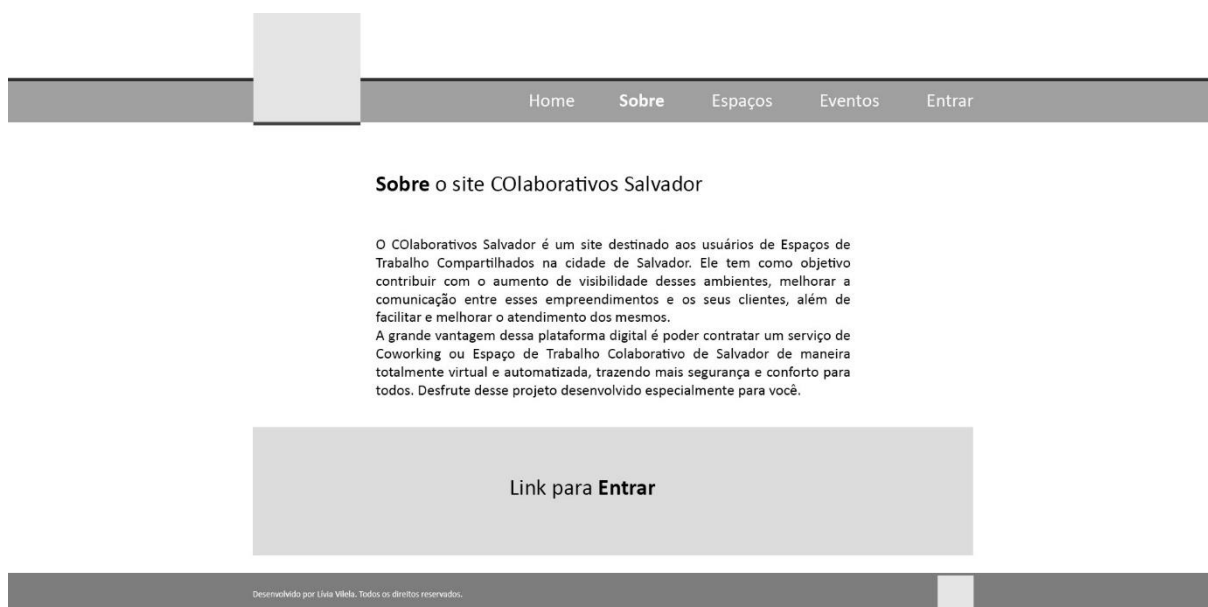 Home Sobre Espaços Eventos Entrar
Sobre o site COlaborativos Salvador
O COlaborativos Salvador é um site destinado aos usuários de Espaços de
Trabalho Compartilhados na cidade de Salvador. Ele tem como objetivo
contribuir com o aumento de visibilidade desses ambientes, melhorar a
comunicação entre esses empreendimentos e os seus clientes, além de
facilitar e melhorar o atendimento dos mesmos.
A grande vantagem dessa plataforma digital é poder contratar um serviço de
Coworking ou Espaço de Trabalho Colaborativo de Salvador de maneira
totalmente virtual e automatizada, trazendo mais segurança e conforto para
todos. Desfrute desse projeto desenvolvido especialmente para você.
Link para Entrar
Desenvolvido por Lívia Vilela. Todos os direitos reservados.